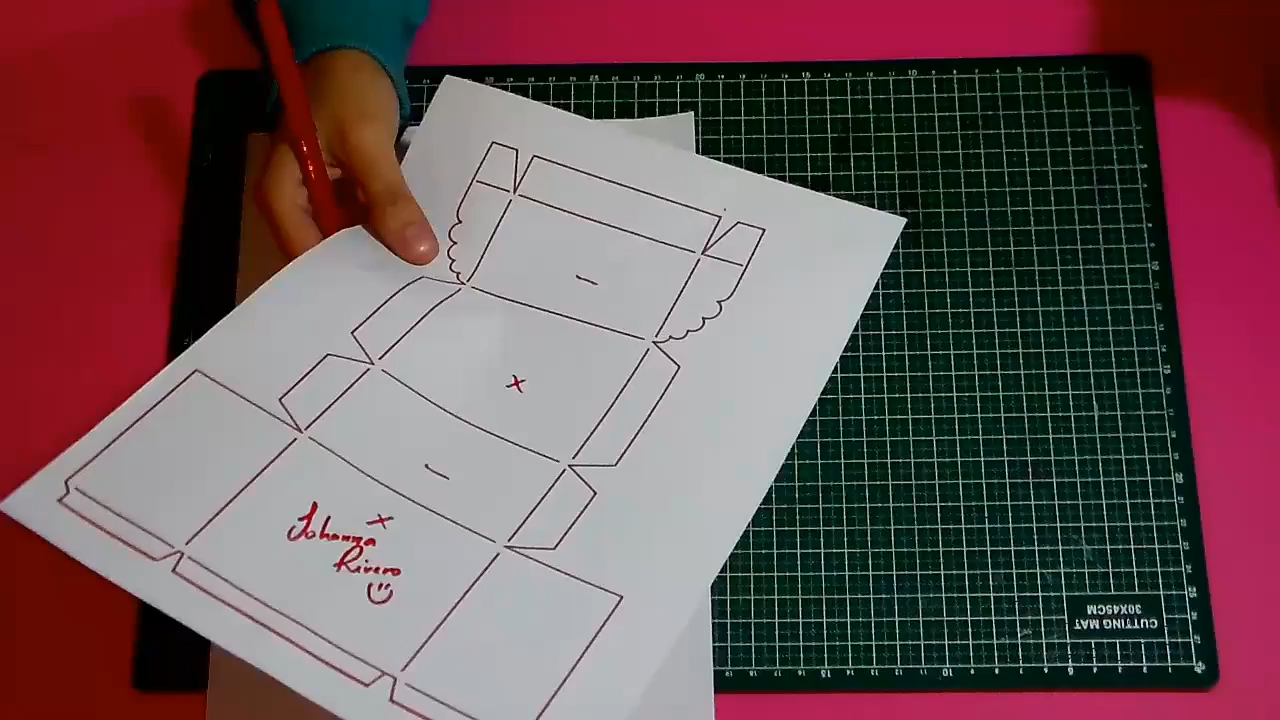 x
x
Johanna
Rivero
CUTTING MAT
30X45CM